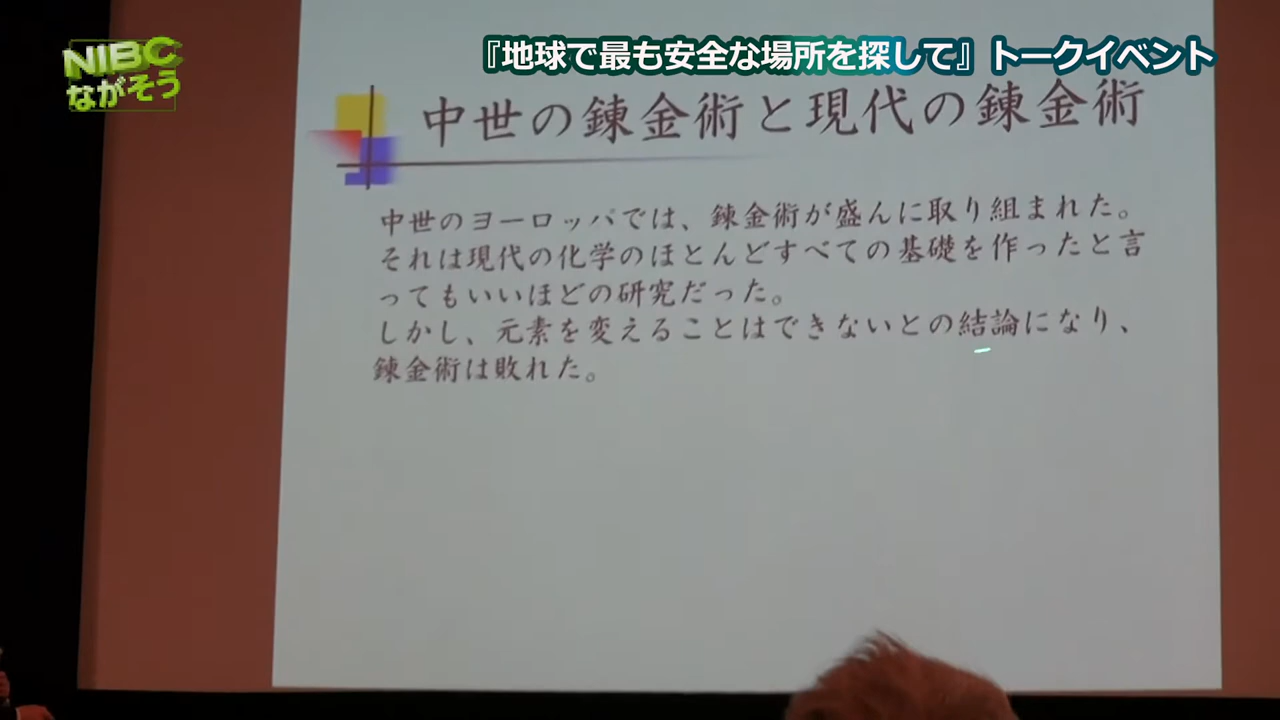 NIBC
ながそう
『地球で最も安全な場所を探して』トークイベント
中世の錬金術と現代の錬金術
中世のヨーロッパでは、錬金術が盛んに取り組まれた。
それは現代の化学のほとんどすべての基礎を作ったと言
ってもいいほどの研究だった。
しかし、元素を変えることはできないとの結論になり、
錬金術は敗れた。